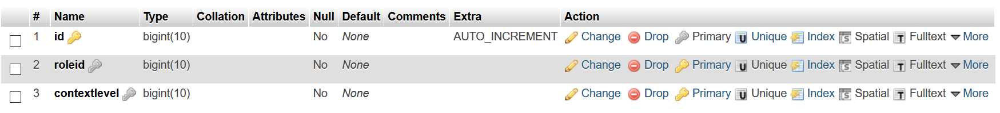 # Name Type Collation Attributes Null Default Comments Extra Action
1 id bigint(10) No None AUTO_INCREMENT Change Drop Primary U Unique Index S Spatial T Fulltext More
2 roleid bigint(10) No None Change Drop Primary U Unique Index S Spatial T Fulltext More
3 contextlevel bigint(10) No None Change Drop Primary U Unique Index S Spatial T Fulltext More